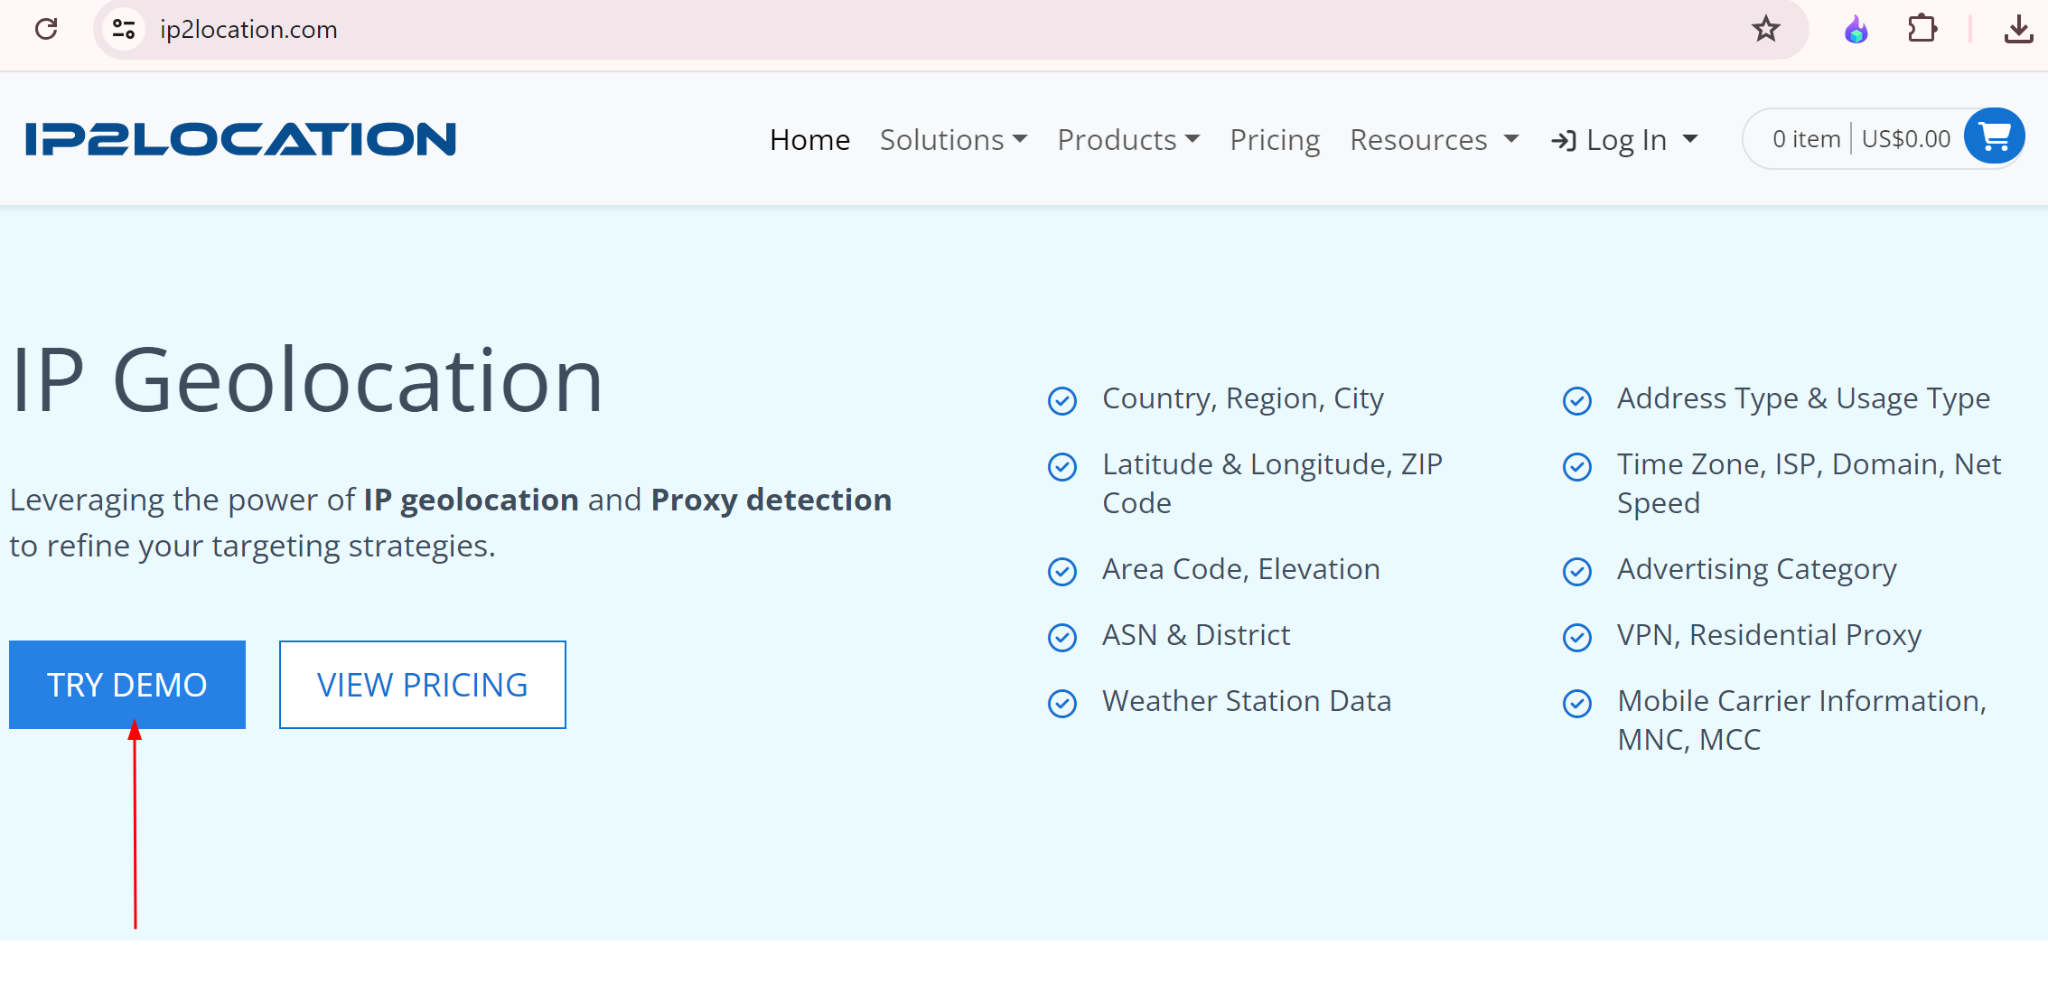 ip2location.com
IP2LOCATION
Home Solutions Products Pricing Resources Log In 0 item US$0.00
IP Geolocation
Leveraging the power of IP geolocation and Proxy detection
to refine your targeting strategies.
TRY DEMO
VIEW PRICING
Country, Region, City
Latitude & Longitude, ZIP
Code
Area Code, Elevation
ASN & District
Weather Station Data
Address Type & Usage Type
Time Zone, ISP, Domain, Net
Speed
Advertising Category
VPN, Residential Proxy
Mobile Carrier Information,
MNC, MCC